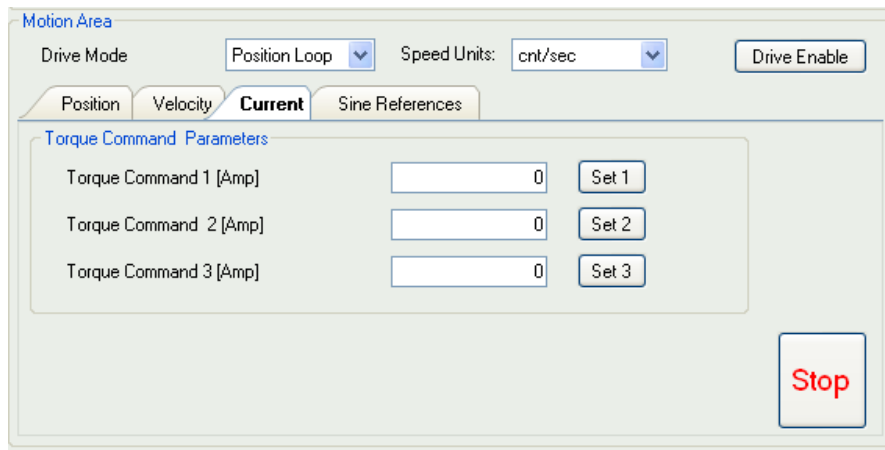 Motion Area
Drive Mode Position Loop Speed Units: cnt/sec Drive Enable
Position Velocity Current Sine References
Torque Command Parameters
Torque Command 1 [Amp] 0 Set 1
Torque Command 2 [Amp] 0 Set 2
Torque Command 3 [Amp] 0 Set 3
Stop